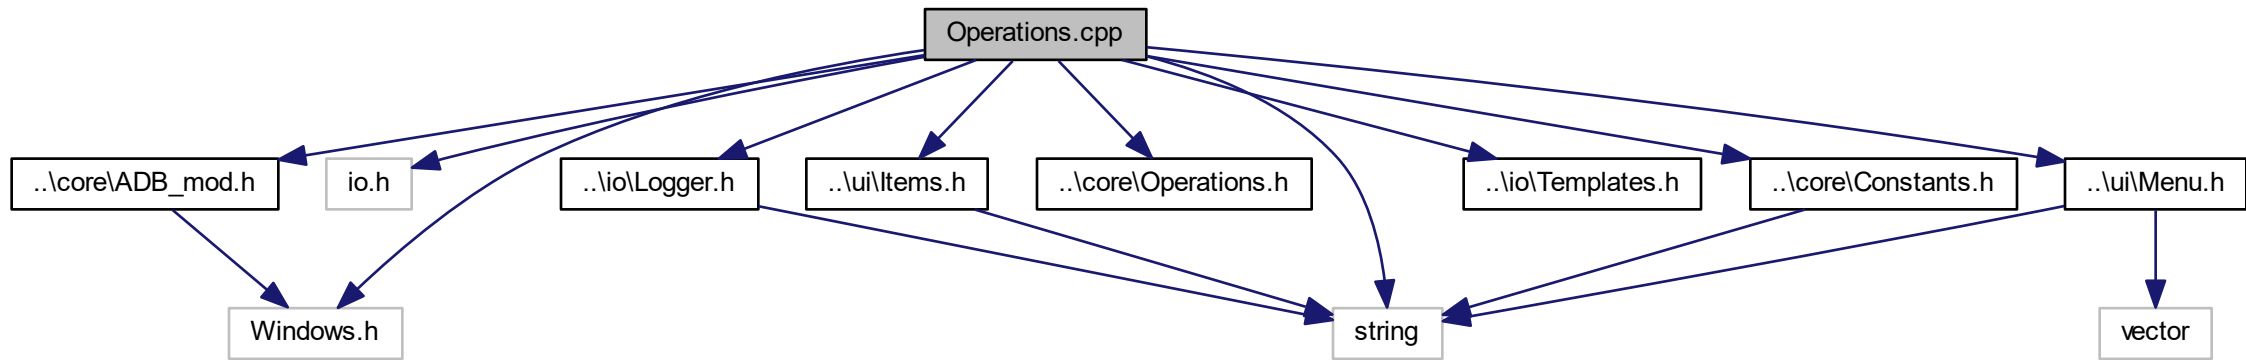 Operations.cpp
..\core\ADB_mod.h
io.h
..\io\Logger.h
..\ui\Items.h
..\core\Operations.h
..\io\Templates.h
..\core\Constants.h
..\ui\Menu.h
Windows.h
string
vector